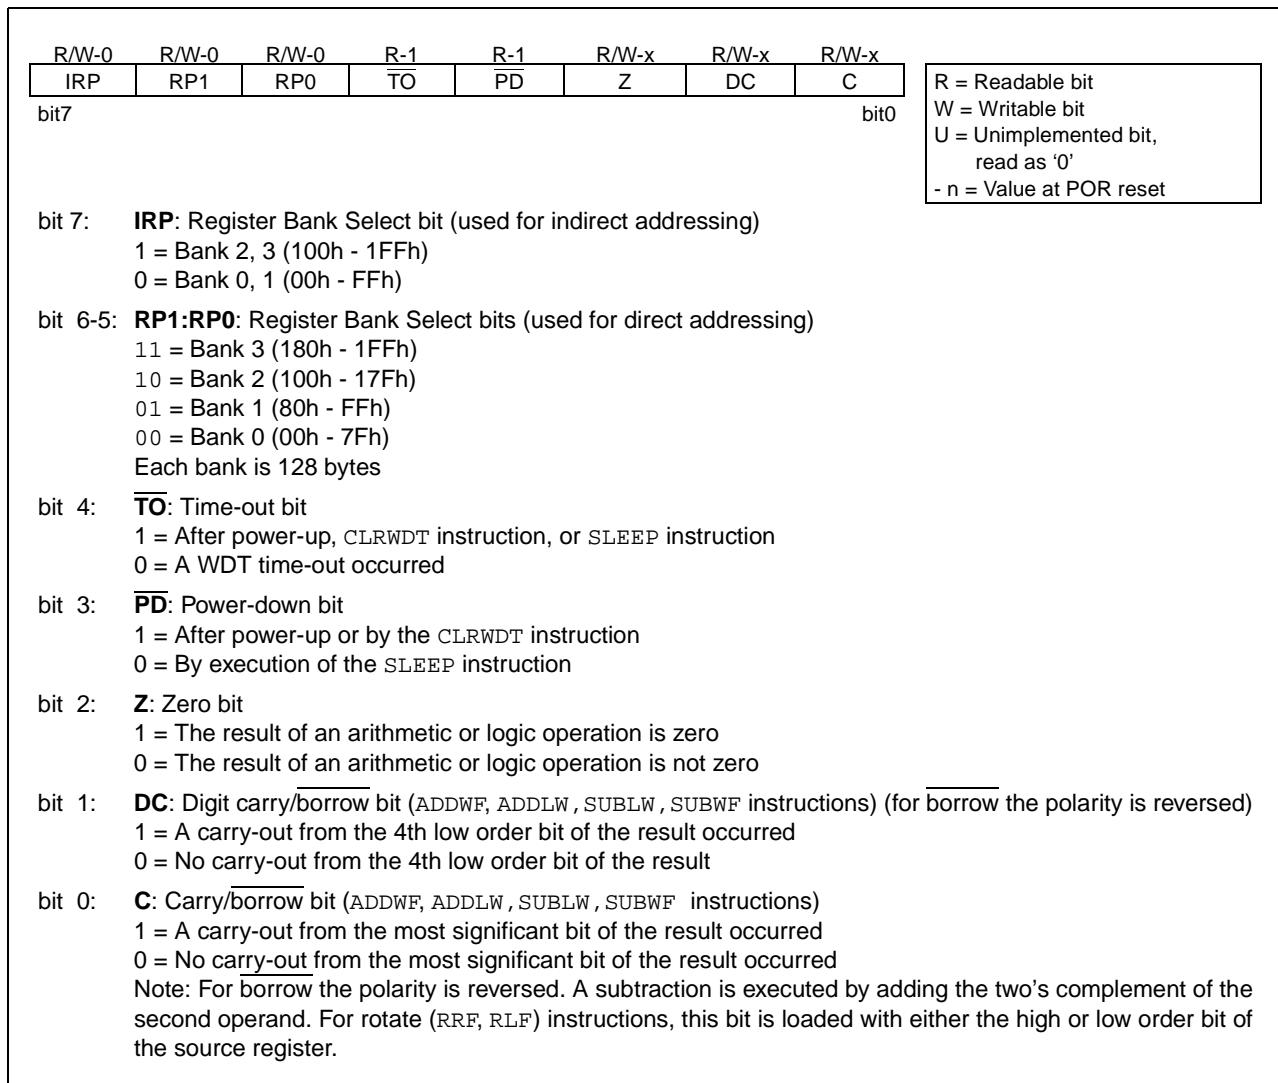 R/W-0 R/W-0 R/W-0 R-1 R-1 R/W-x R/W-x R/W-x
IRP RP1 RP0 T̅O̅ P̅D̅ Z DC C
bit7 bit0
R = Readable bit
W = Writable bit
U = Unimplemented bit,
read as ‘0’
- n = Value at POR reset
bit 7: IRP: Register Bank Select bit (used for indirect addressing)
1 = Bank 2, 3 (100h - 1FFh)
0 = Bank 0, 1 (00h - FFh)
bit 6-5: RP1:RP0: Register Bank Select bits (used for direct addressing)
11 = Bank 3 (180h - 1FFh)
10 = Bank 2 (100h - 17Fh)
01 = Bank 1 (80h - FFh)
00 = Bank 0 (00h - 7Fh)
Each bank is 128 bytes
bit 4: T̅O̅: Time-out bit
1 = After power-up, CLRWDT instruction, or SLEEP instruction
0 = A WDT time-out occurred
bit 3: P̅D̅: Power-down bit
1 = After power-up or by the CLRWDT instruction
0 = By execution of the SLEEP instruction
bit 2: Z: Zero bit
1 = The result of an arithmetic or logic operation is zero
0 = The result of an arithmetic or logic operation is not zero
bit 1: DC: Digit carry/b̅o̅r̅r̅o̅w̅ bit (ADDWF, ADDLW,SUBLW,SUBWF instructions) (for b̅o̅r̅r̅o̅w̅ the polarity is reversed)
1 = A carry-out from the 4th low order bit of the result occurred
0 = No carry-out from the 4th low order bit of the result
bit 0: C: Carry/b̅o̅r̅r̅o̅w̅ bit (ADDWF, ADDLW,SUBLW,SUBWF instructions)
1 = A carry-out from the most significant bit of the result occurred
0 = No carry-out from the most significant bit of the result occurred
Note: For b̅o̅r̅r̅o̅w̅ the polarity is reversed. A subtraction is executed by adding the two’s complement of the
second operand. For rotate (RRF, RLF) instructions, this bit is loaded with either the high or low order bit of
the source register.